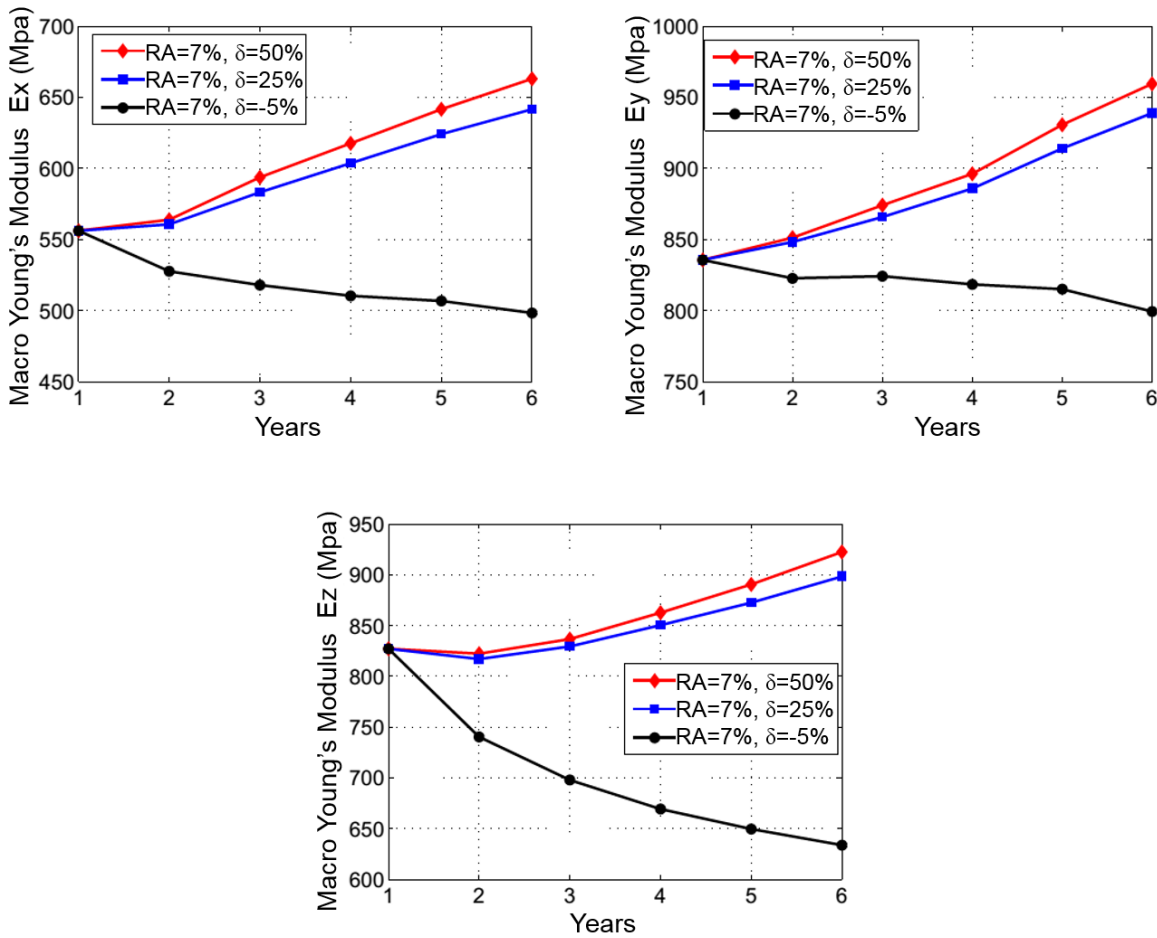 Macro Young's Modulus Ex (Mpa)
700
650
600
550
500
450
RA=7%, δ=50%
RA=7%, δ=25%
RA=7%, δ=-5%
1 2 3 4 5 6
Years
Macro Young's Modulus Ey (Mpa)
1000
950
900
850
800
750
RA=7%, δ=50%
RA=7%, δ=25%
RA=7%, δ=-5%
1 2 3 4 5 6
Years
Macro Young's Modulus Ez (Mpa)
950
900
850
800
750
700
650
600
RA=7%, δ=50%
RA=7%, δ=25%
RA=7%, δ=-5%
1 2 3 4 5 6
Years